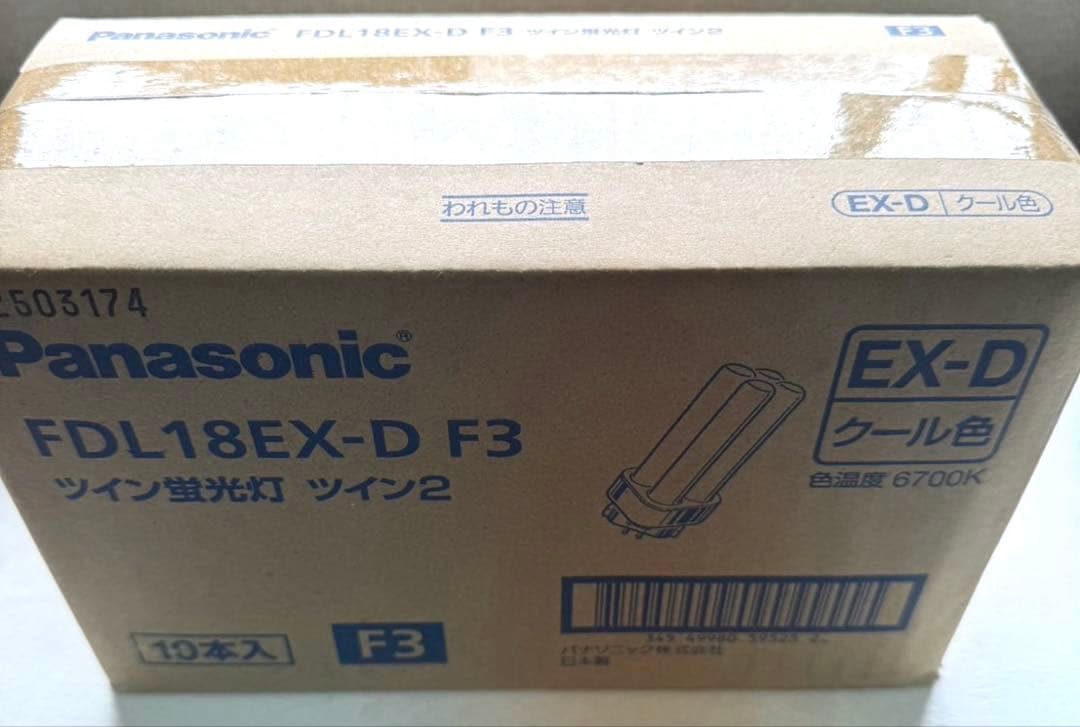 Panasonic FDL18EX-D F3 ツイン蛍光灯 ツイン2 F3
われもの注意
EX-D クール色
2503174
Panasonic®
FDL18EX-D F3
ツイン蛍光灯 ツイン2
EX-D
クール色
色温度 6700K
10本入
F3
パナソニック株式会社
日本製